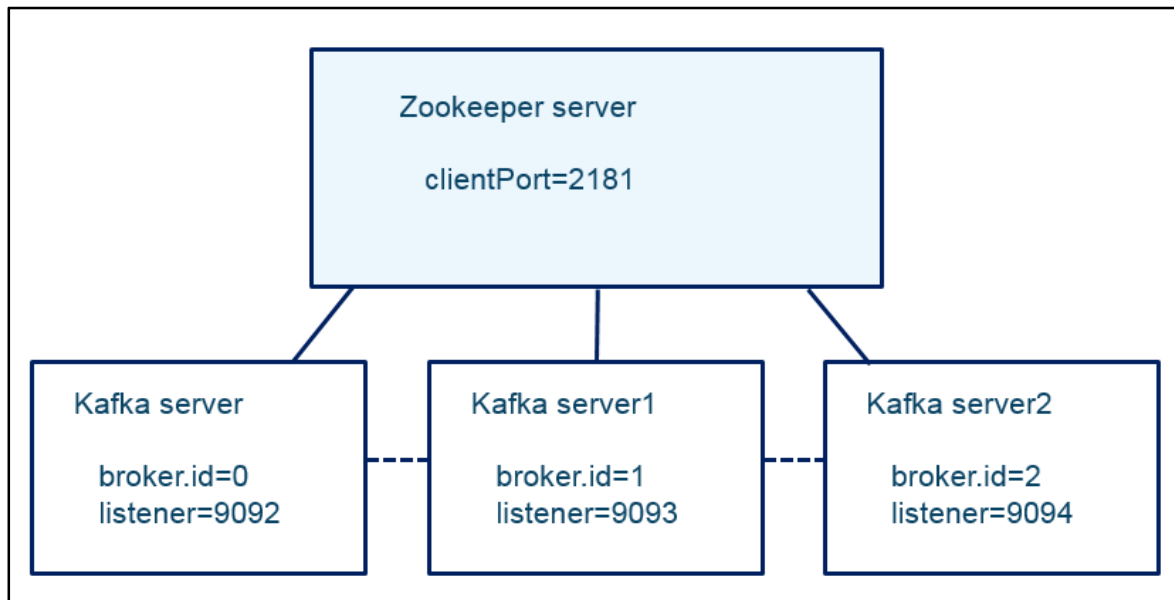 Zookeeper server
clientPort=2181
Kafka server
broker.id=0
listener=9092
Kafka server1
broker.id=1
listener=9093
Kafka server2
broker.id=2
listener=9094